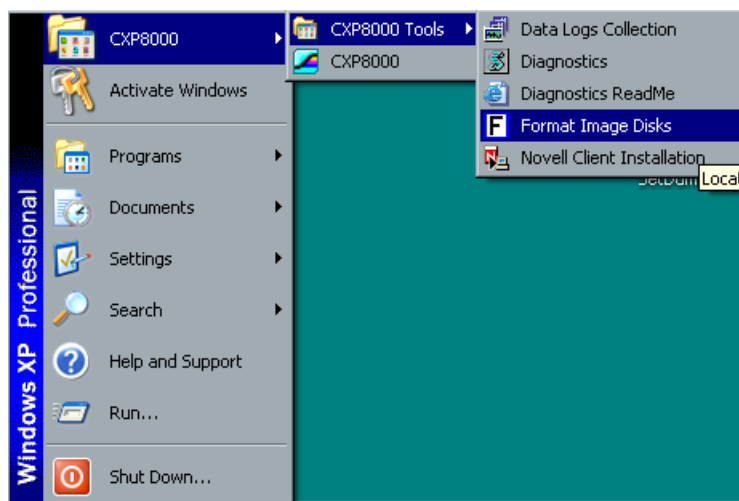 CXP8000
Activate Windows
Programs
Documents
Settings
Search
Help and Support
Run...
Shut Down...
Windows XP Professional
CXP8000 Tools
CXP8000
Data Logs Collection
Diagnostics
Diagnostics ReadMe
Format Image Disks
Novell Client Installation
Locat